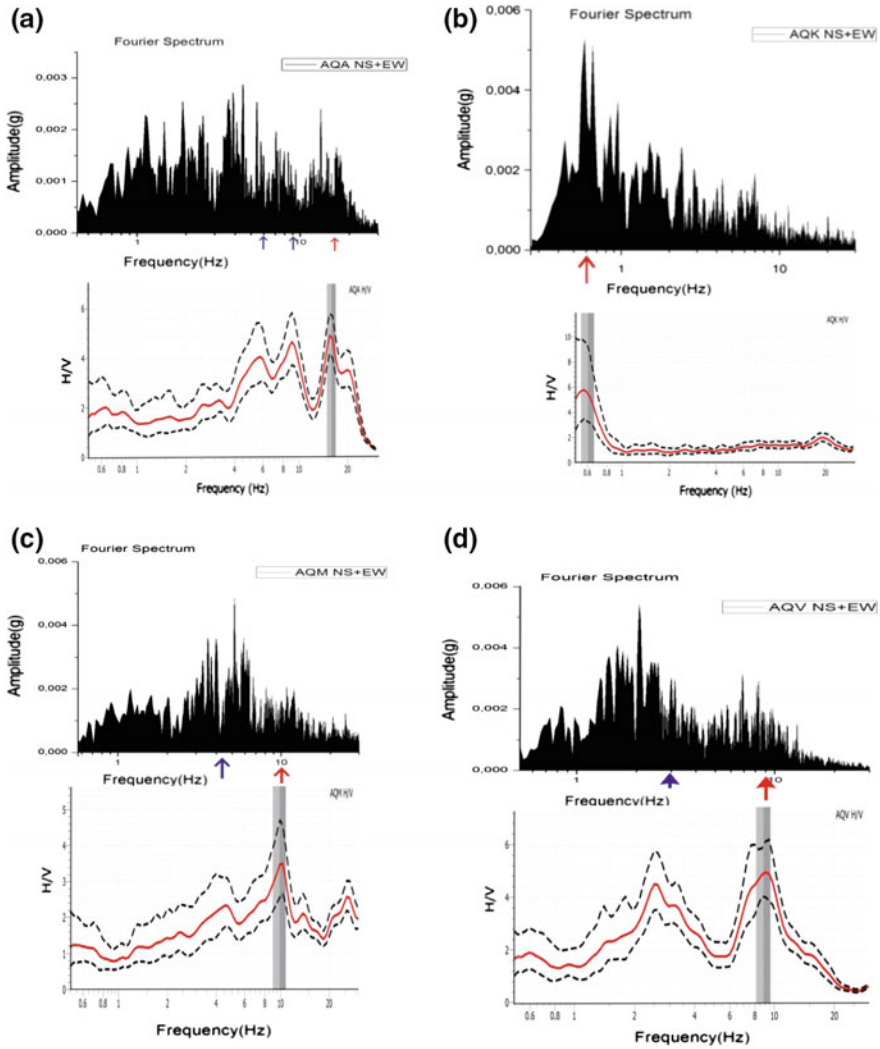 (a)
Fourier Spectrum
AQA NS+EW
0,003
0,002
0,001
0,000
Amplitude(g)
1
10
Frequency(Hz)
AQA H/V
6
4
2
0
H/V
0.6 0.8 1 2 4 6 8 10 20
Frequency (Hz)
(b)
Fourier Spectrum
AQK NS+EW
0,006
0,004
0,002
0,000
Amplitude(g)
1
10
Frequency(Hz)
AQK H/V
10
8
6
4
2
0
H/V
0.6 0.8 1 2 4 6 8 10 20
Frequency (Hz)
(c)
Fourier Spectrum
AQM NS+EW
0,006
0,004
0,002
0,000
Amplitude(g)
1
10
Frequency(Hz)
AQM H/V
5
4
3
2
1
0
H/V
0.6 0.8 1 2 4 6 8 10 20
Frequency(Hz)
(d)
Fourier Spectrum
AQV NS+EW
0,006
0,004
0,002
0,000
Amplitude(g)
1
10
Frequency(Hz)
AQV H/V
6
4
2
0
H/V
0.6 0.8 1 2 4 6 8 10 20
Frequency(Hz)